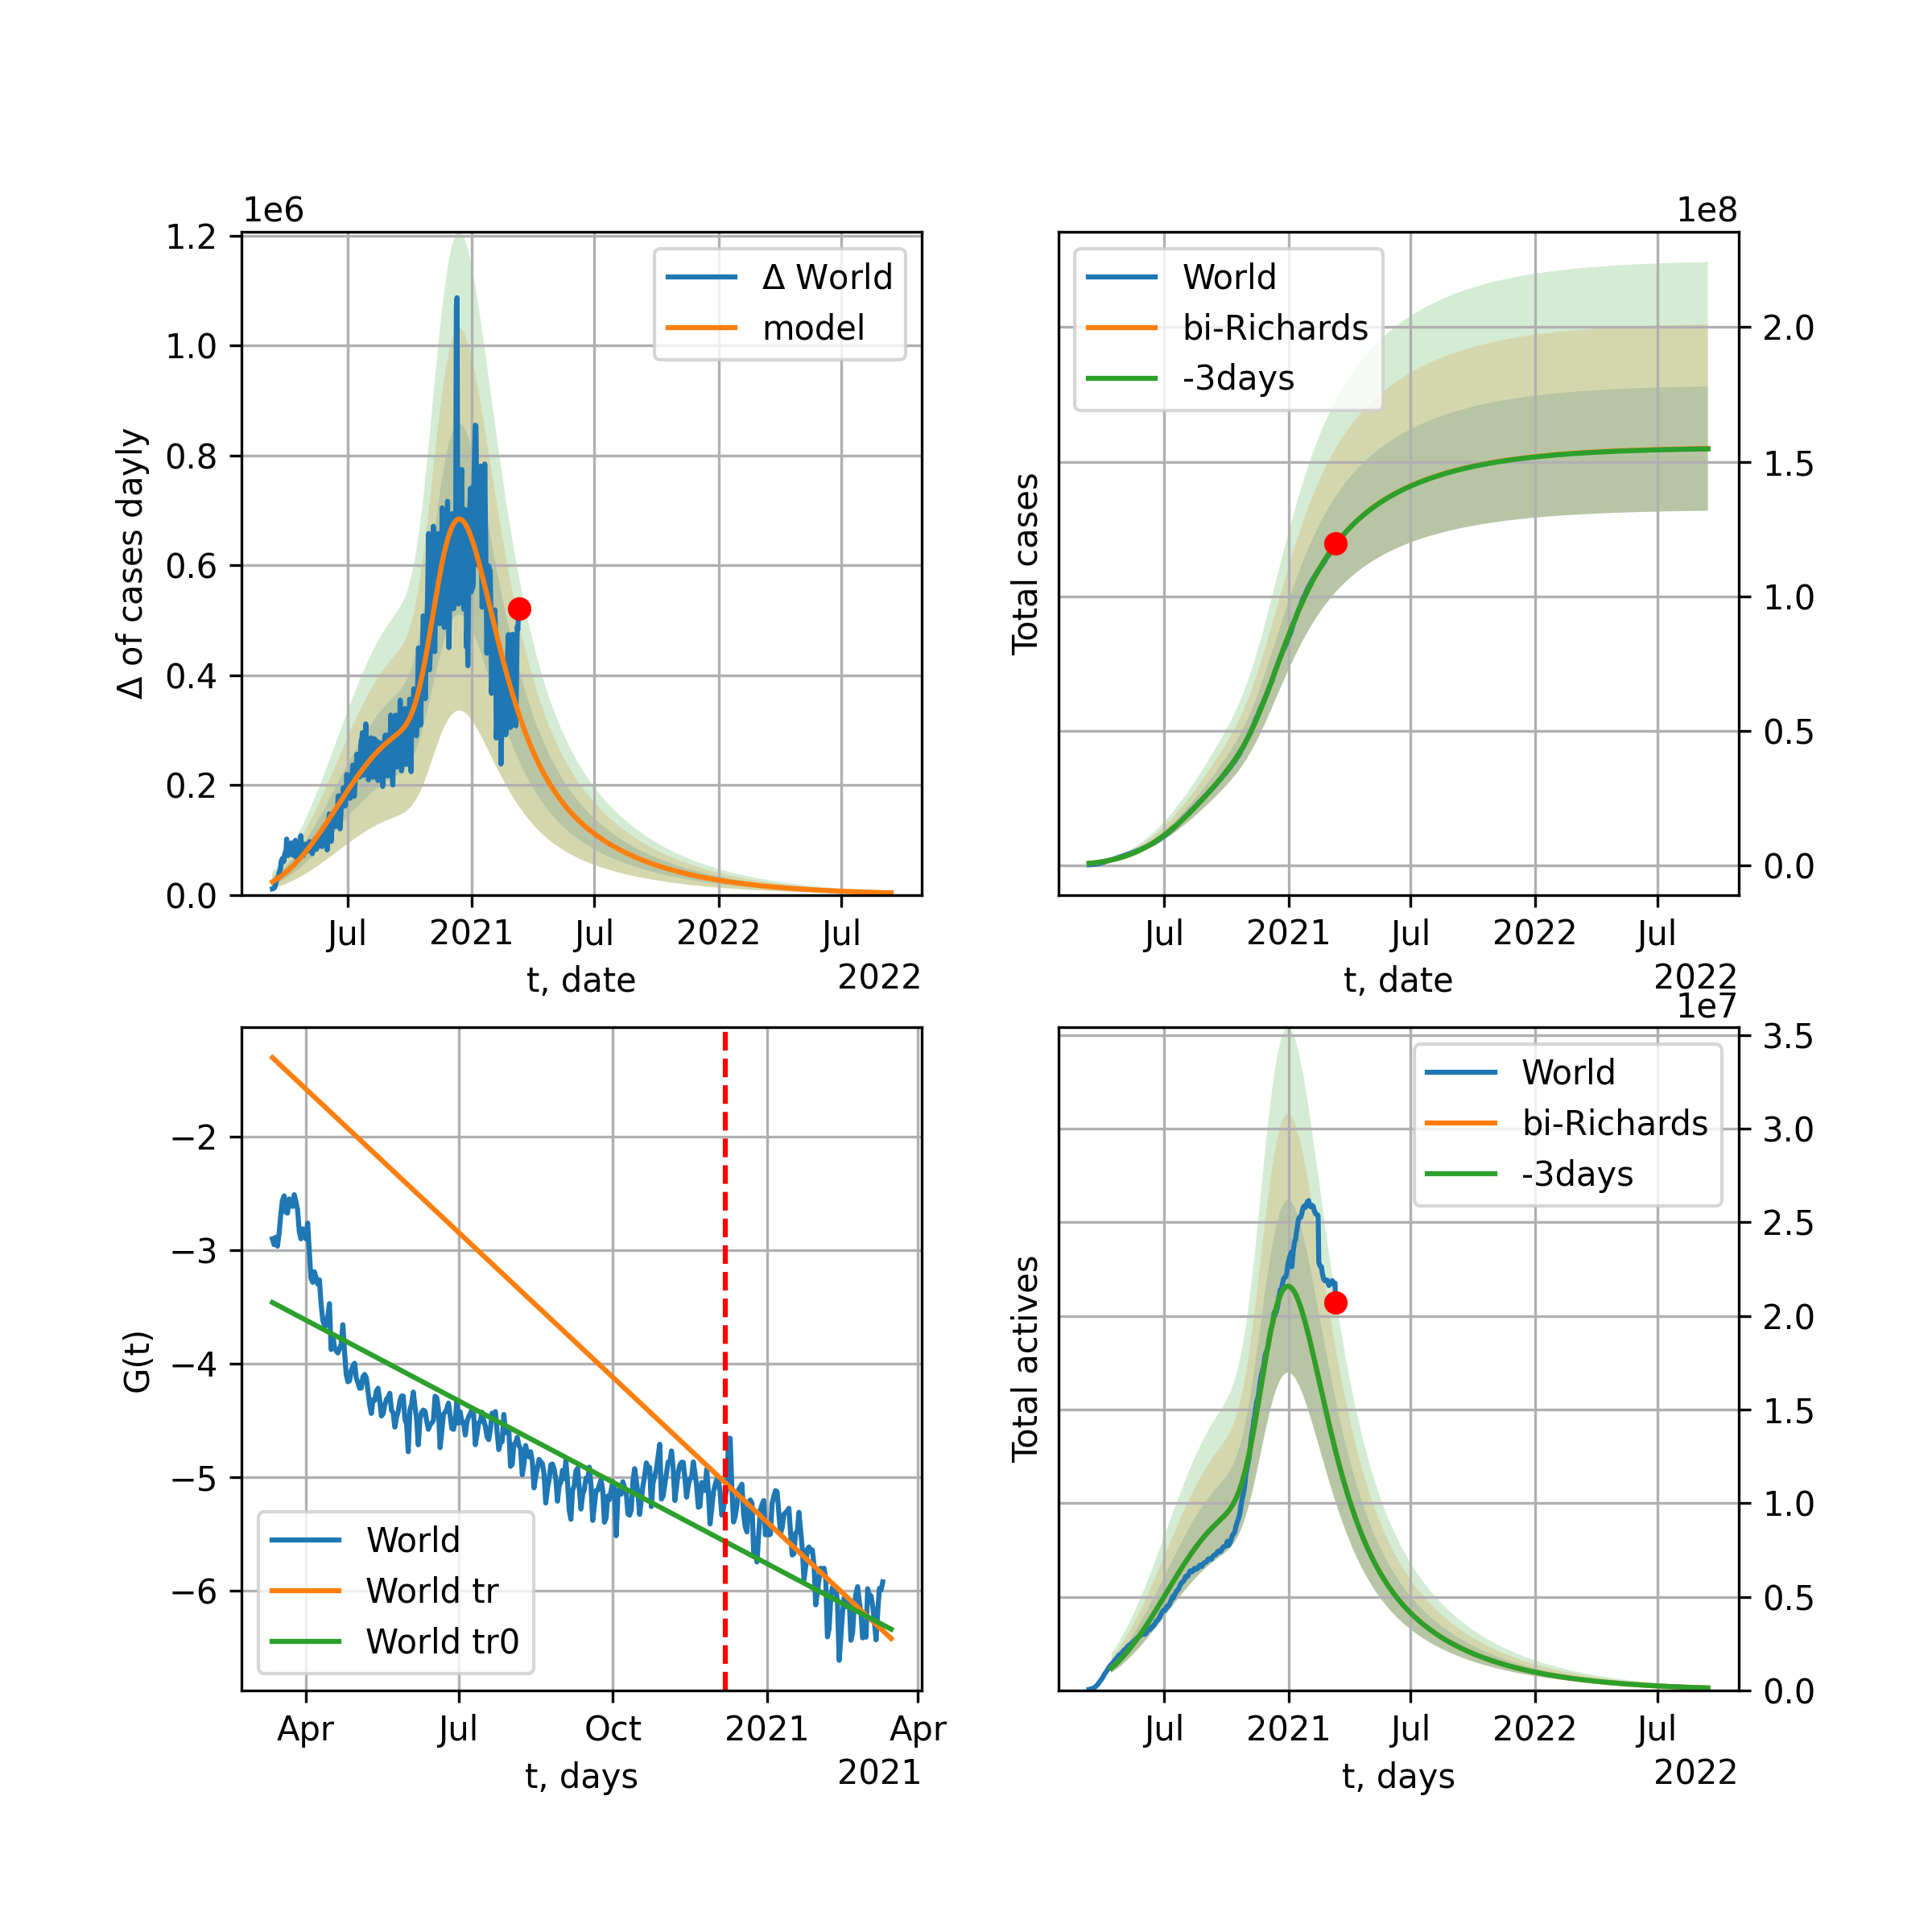 1e6
1.2
1.0
0.8
0.6
0.4
0.2
0.0
Δ of cases dayly
Δ World
model
Jul
2021
Jul
2022
Jul
t, date
2022
1e8
World
bi-Richards
-3days
Total cases
2.0
1.5
1.0
0.5
0.0
Jul
2021
Jul
2022
Jul
t, date
2022
G(t)
−2
−3
−4
−5
−6
World
World tr
World tr0
Apr
Jul
Oct
2021
Apr
t, days
2021
1e7
World
bi-Richards
-3days
Total actives
3.5
3.0
2.5
2.0
1.5
1.0
0.5
0.0
Jul
2021
Jul
2022
Jul
t, days
2022